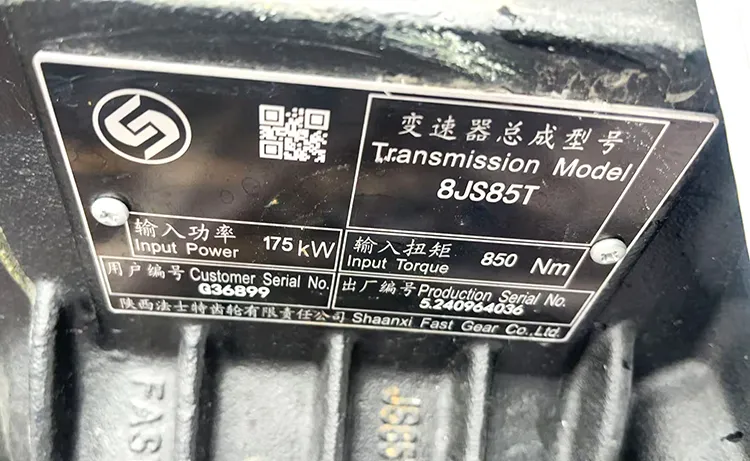 变速器总成型号
Transmission Model
8JS85T
输入功率
Input Power
175 kW
输入扭矩
Input Torque
850 Nm
用户编号 Customer Serial No.
G36899
出厂编号 Production Serial No.
5.240964036
陕西法士特齿轮有限责任公司 Shaanxi Fast Gear Co.,Ltd.
FAS